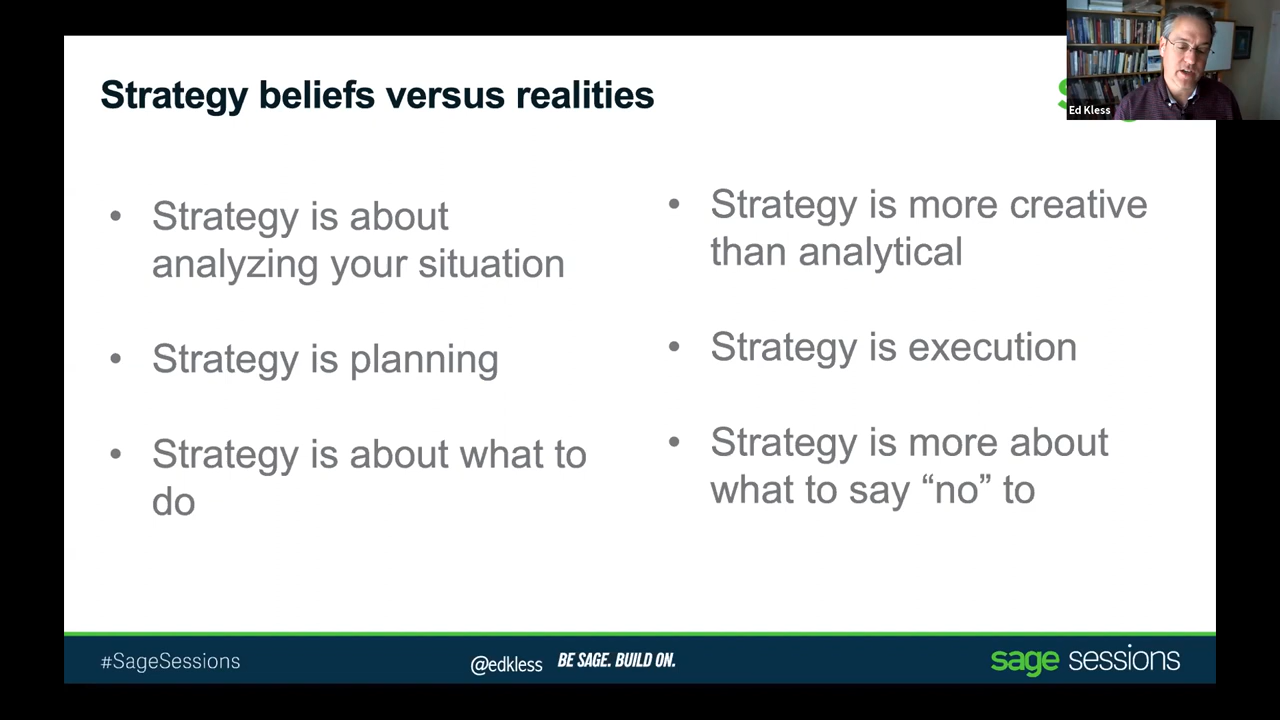 Strategy beliefs versus realities
Ed Kless
• Strategy is about
analyzing your situation
• Strategy is planning
• Strategy is about what to
do
• Strategy is more creative
than analytical
• Strategy is execution
• Strategy is more about
what to say “no” to
#SageSessions
@edkless
BE SAGE. BUILD ON.
sage sessions